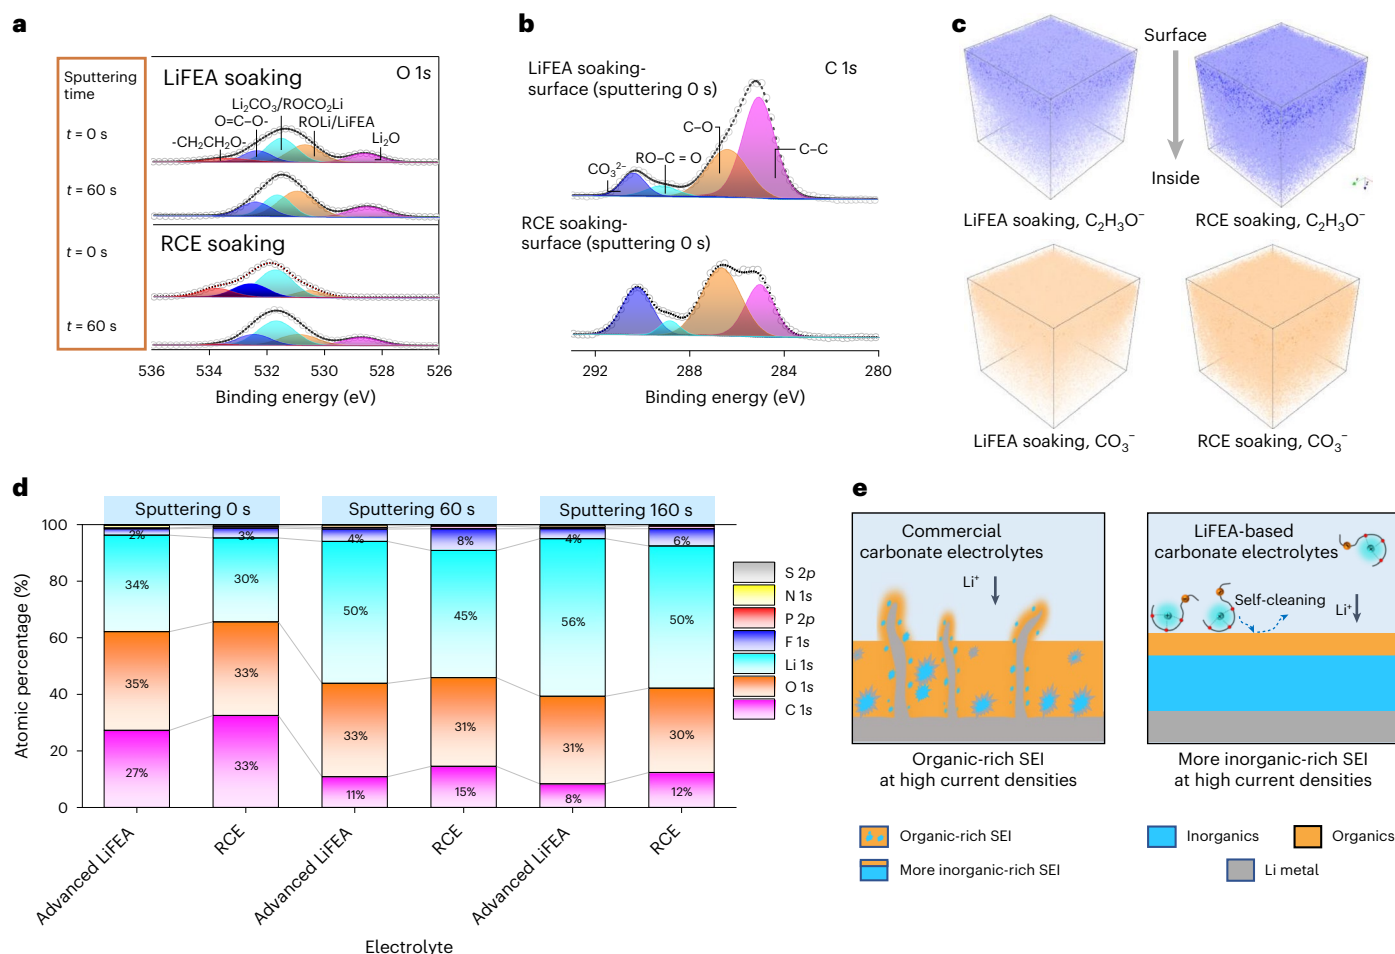 a
Sputtering
time
t = 0 s
t = 60 s
t = 0 s
t = 60 s
LiFEA soaking
O 1s
Li₂CO₃/ROCO₂Li
O=C–O-
ROLi/LiFEA
-CH₂CH₂O-
Li₂O
RCE soaking
536
534
532
530
528
526
Binding energy (eV)
b
LiFEA soaking-
surface (sputtering 0 s)
C 1s
C–O
C–C
RO–C = O
CO₃²⁻
RCE soaking-
surface (sputtering 0 s)
292
288
284
280
Binding energy (eV)
c
Surface
Inside
LiFEA soaking, C₂H₃O⁻
RCE soaking, C₂H₃O⁻
LiFEA soaking, CO₃⁻
RCE soaking, CO₃⁻
d
Sputtering 0 s
Sputtering 60 s
Sputtering 160 s
100
80
60
40
20
0
Atomic percentage (%)
2%
34%
35%
27%
3%
30%
33%
33%
4%
50%
33%
11%
8%
45%
31%
15%
4%
56%
31%
8%
6%
50%
30%
12%
S 2p
N 1s
P 2p
F 1s
Li 1s
O 1s
C 1s
Advanced LiFEA
RCE
Advanced LiFEA
RCE
Advanced LiFEA
RCE
Electrolyte
e
Commercial
carbonate electrolytes
Li⁺
Organic-rich SEI
at high current densities
LiFEA-based
carbonate electrolytes
Self-cleaning
Li⁺
More inorganic-rich SEI
at high current densities
Organic-rich SEI
More inorganic-rich SEI
Inorganics
Organics
Li metal